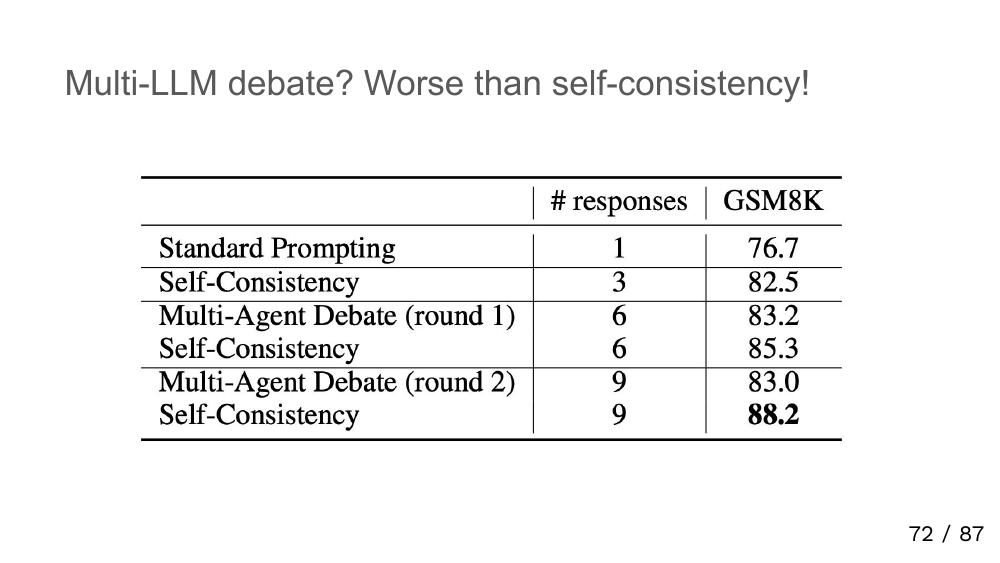 Multi-LLM debate? Worse than self-consistency!
# responses GSM8K
Standard Prompting 1 76.7
Self-Consistency 3 82.5
Multi-Agent Debate (round 1) 6 83.2
Self-Consistency 6 85.3
Multi-Agent Debate (round 2) 9 83.0
Self-Consistency 9 88.2
72 / 87